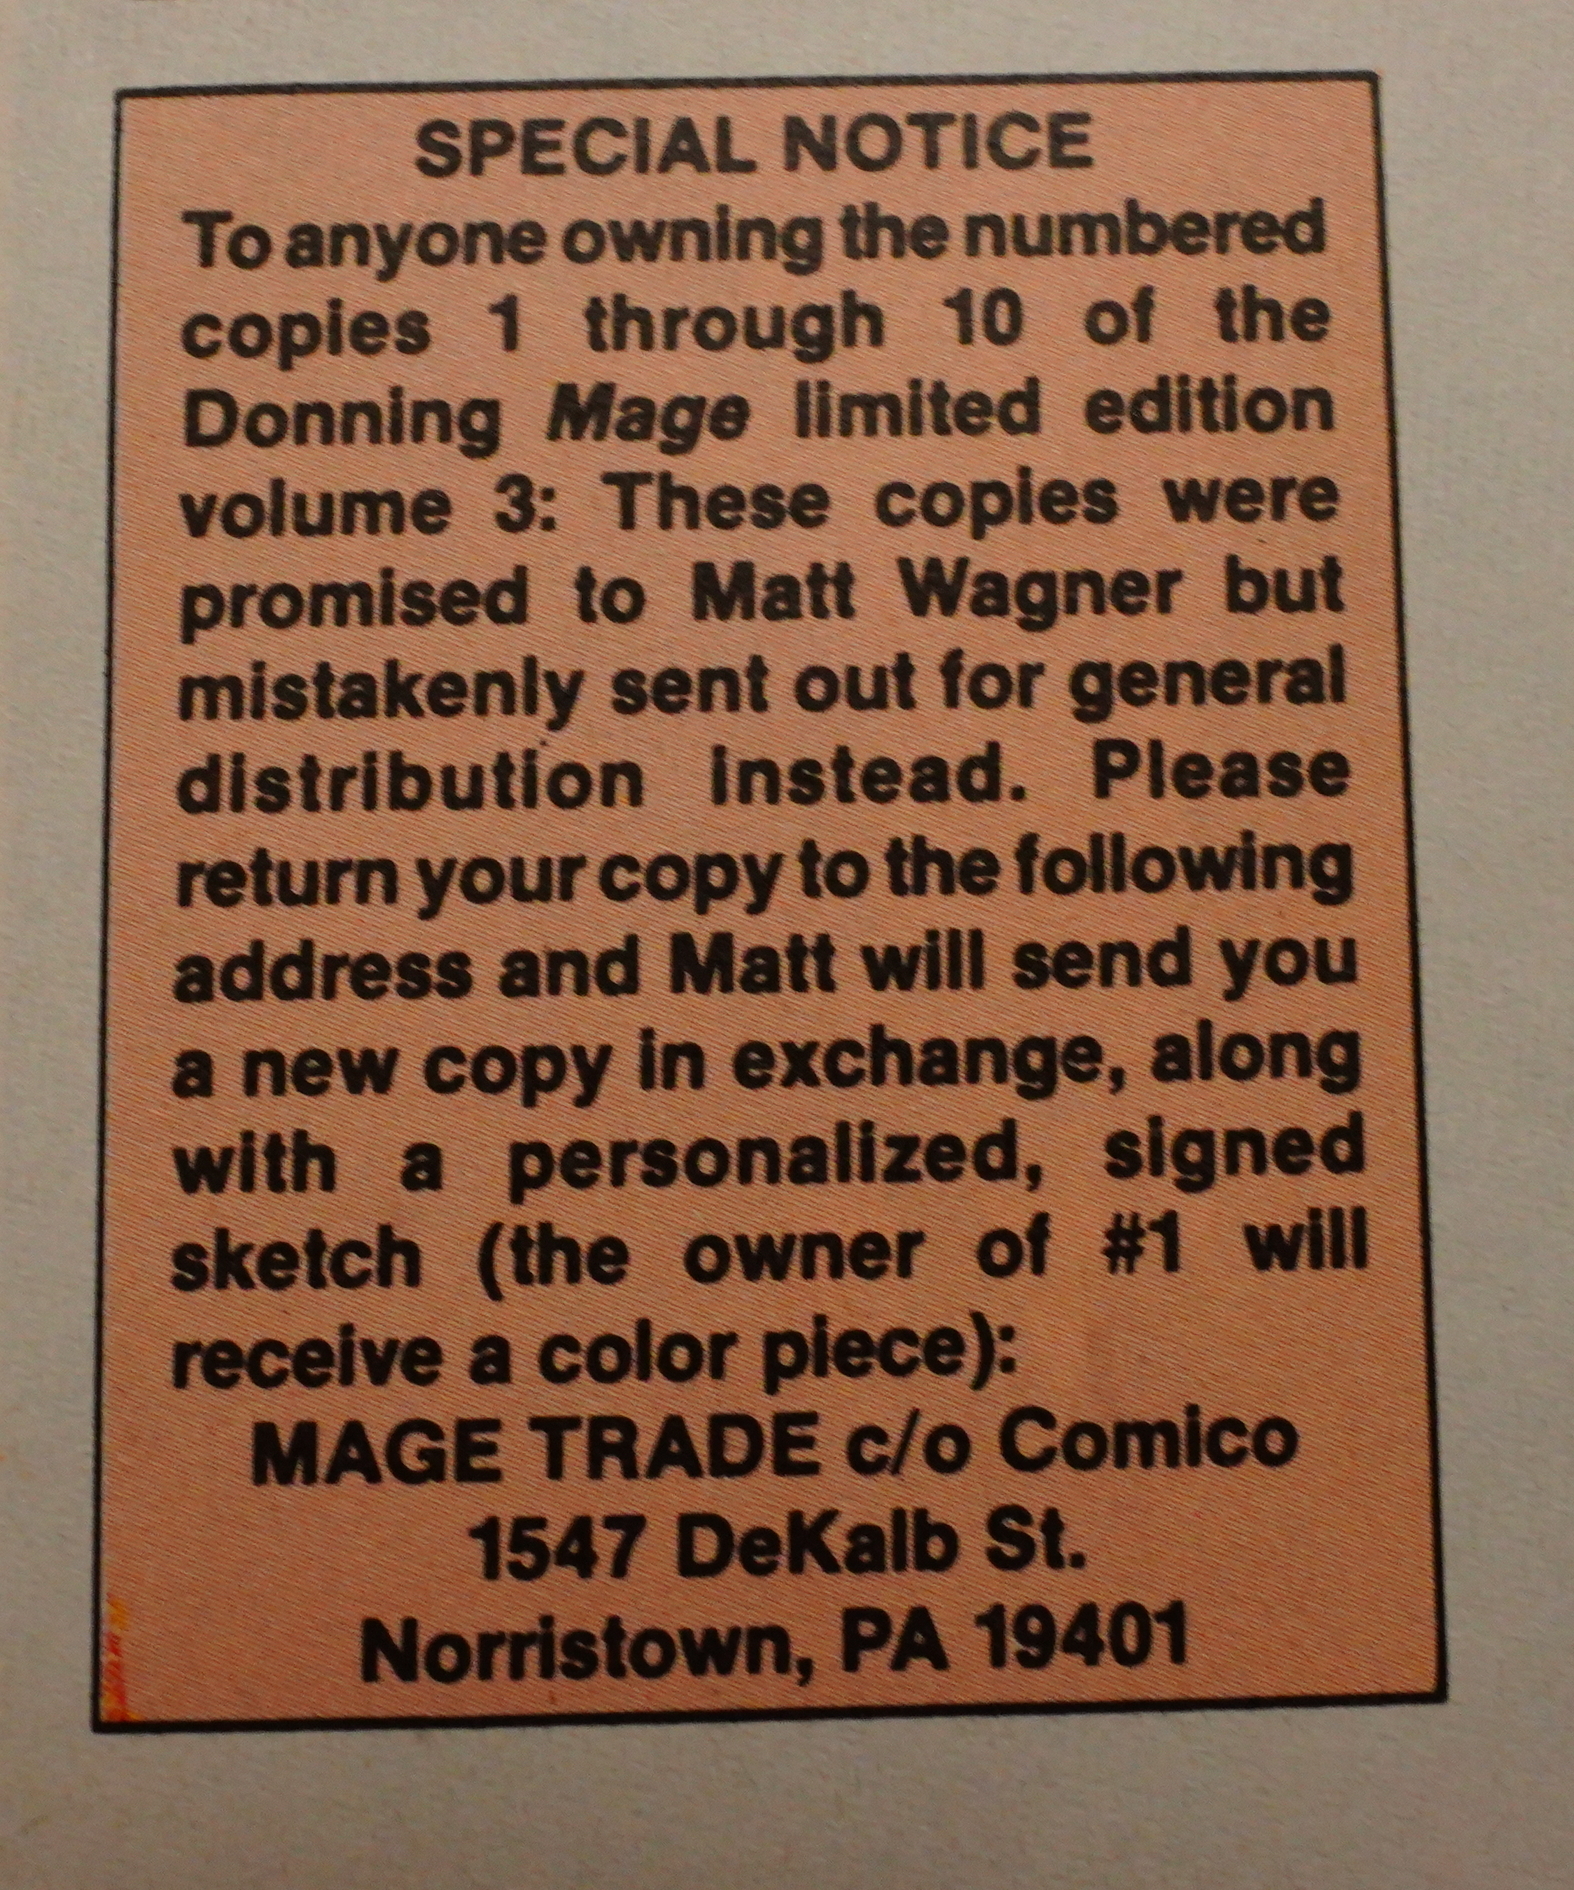 SPECIAL NOTICE
To anyone owning the numbered
copies 1 through 10 of the
Donning Mage limited edition
volume 3: These copies were
promised to Matt Wagner but
mistakenly sent out for general
distribution instead. Please
return your copy to the following
address and Matt will send you
a new copy in exchange, along
with a personalized, signed
sketch (the owner of #1 will
receive a color piece):
MAGE TRADE c/o Comico
1547 DeKalb St.
Norristown, PA 19401